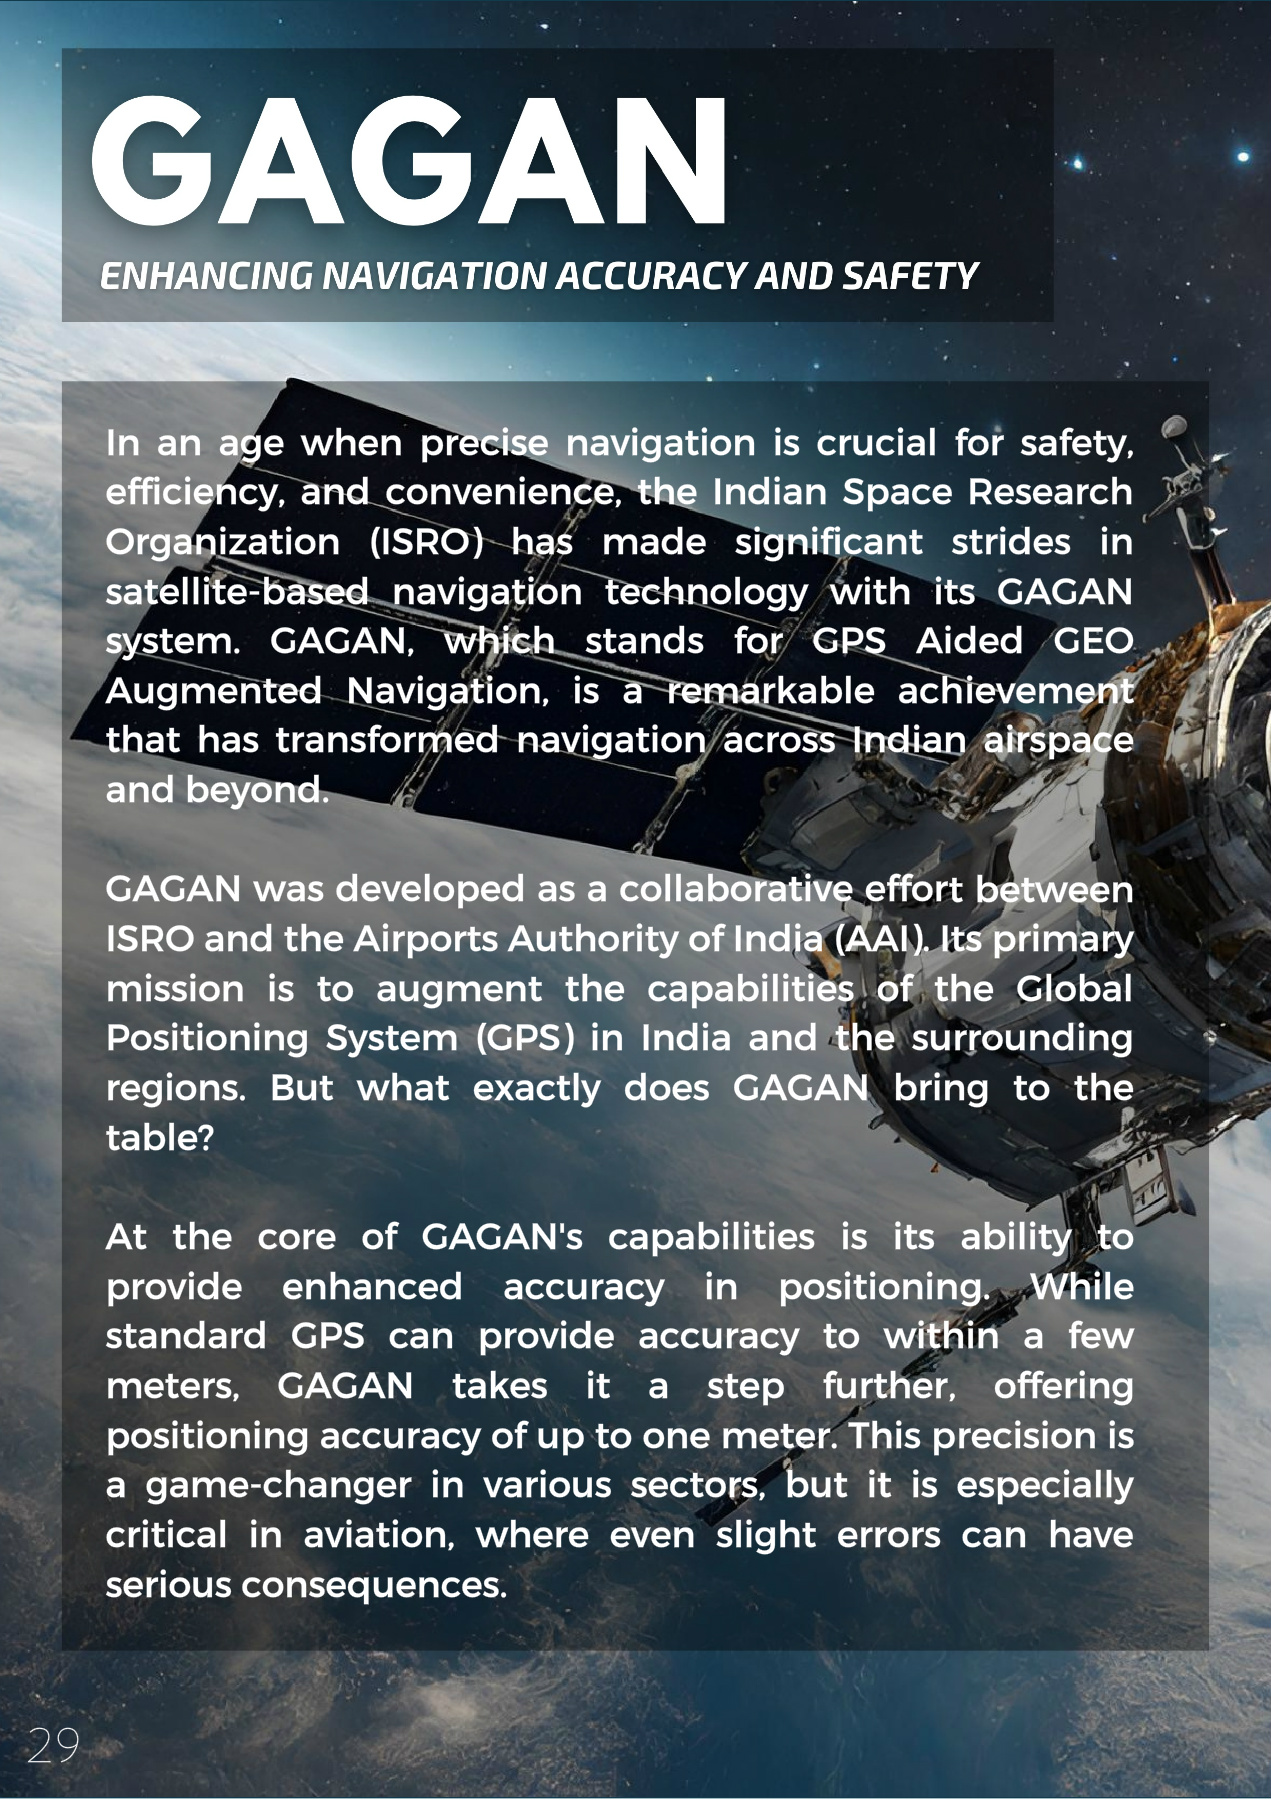 GAGAN
ENHANCING NAVIGATION ACCURACY AND SAFETY
In an age when precise navigation is crucial for safety,
efficiency, and convenience, the Indian Space Research
Organization (ISRO) has made significant strides in
satellite-based navigation technology with its GAGAN
system. GAGAN, which stands for GPS Aided GEO
Augmented Navigation, is a remarkable achievement
that has transformed navigation across Indian airspace
and beyond.
GAGAN was developed as a collaborative effort between
ISRO and the Airports Authority of India (AAI). Its primary
mission is to augment the capabilities of the Global
Positioning System (GPS) in India and the surrounding
regions. But what exactly does GAGAN bring to the
table?
At the core of GAGAN's capabilities is its ability to
provide enhanced accuracy in positioning. While
standard GPS can provide accuracy to within a few
meters, GAGAN takes it a step further, offering
positioning accuracy of up to one meter. This precision is
a game-changer in various sectors, but it is especially
critical in aviation, where even slight errors can have
serious consequences.
29